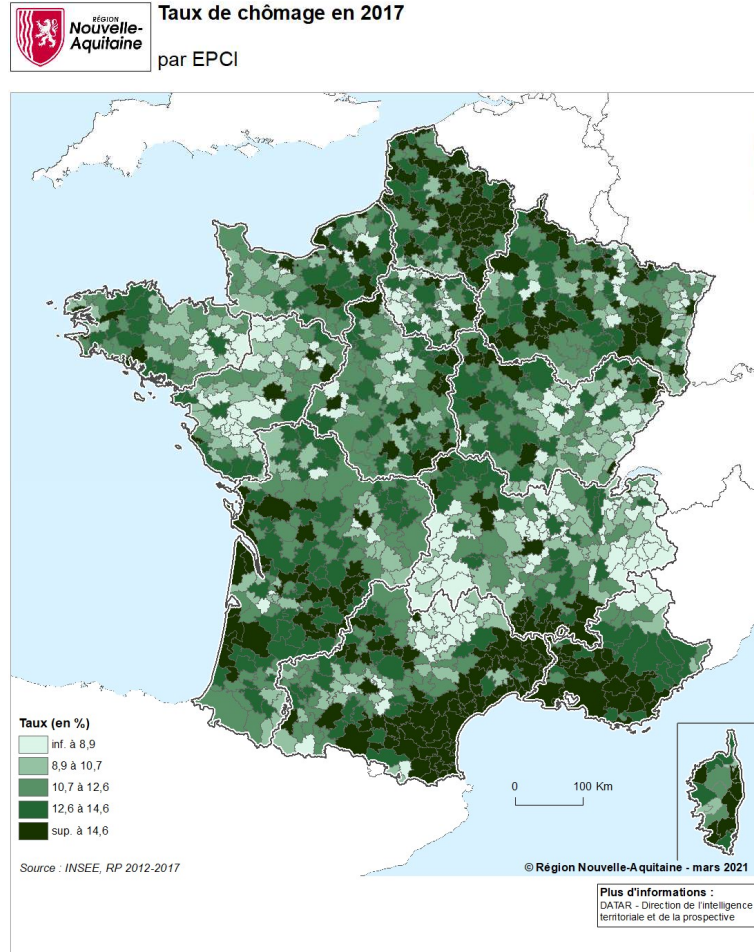 RÉGION
Nouvelle-
Aquitaine
Taux de chômage en 2017
par EPCI
Taux (en %)
inf. à 8,9
8,9 à 10,7
10,7 à 12,6
12,6 à 14,6
sup. à 14,6
0 100 Km
Source : INSEE, RP 2012-2017
© Région Nouvelle-Aquitaine - mars 2021
Plus d'informations :
DATAR - Direction de l'intelligence
territoriale et de la prospective